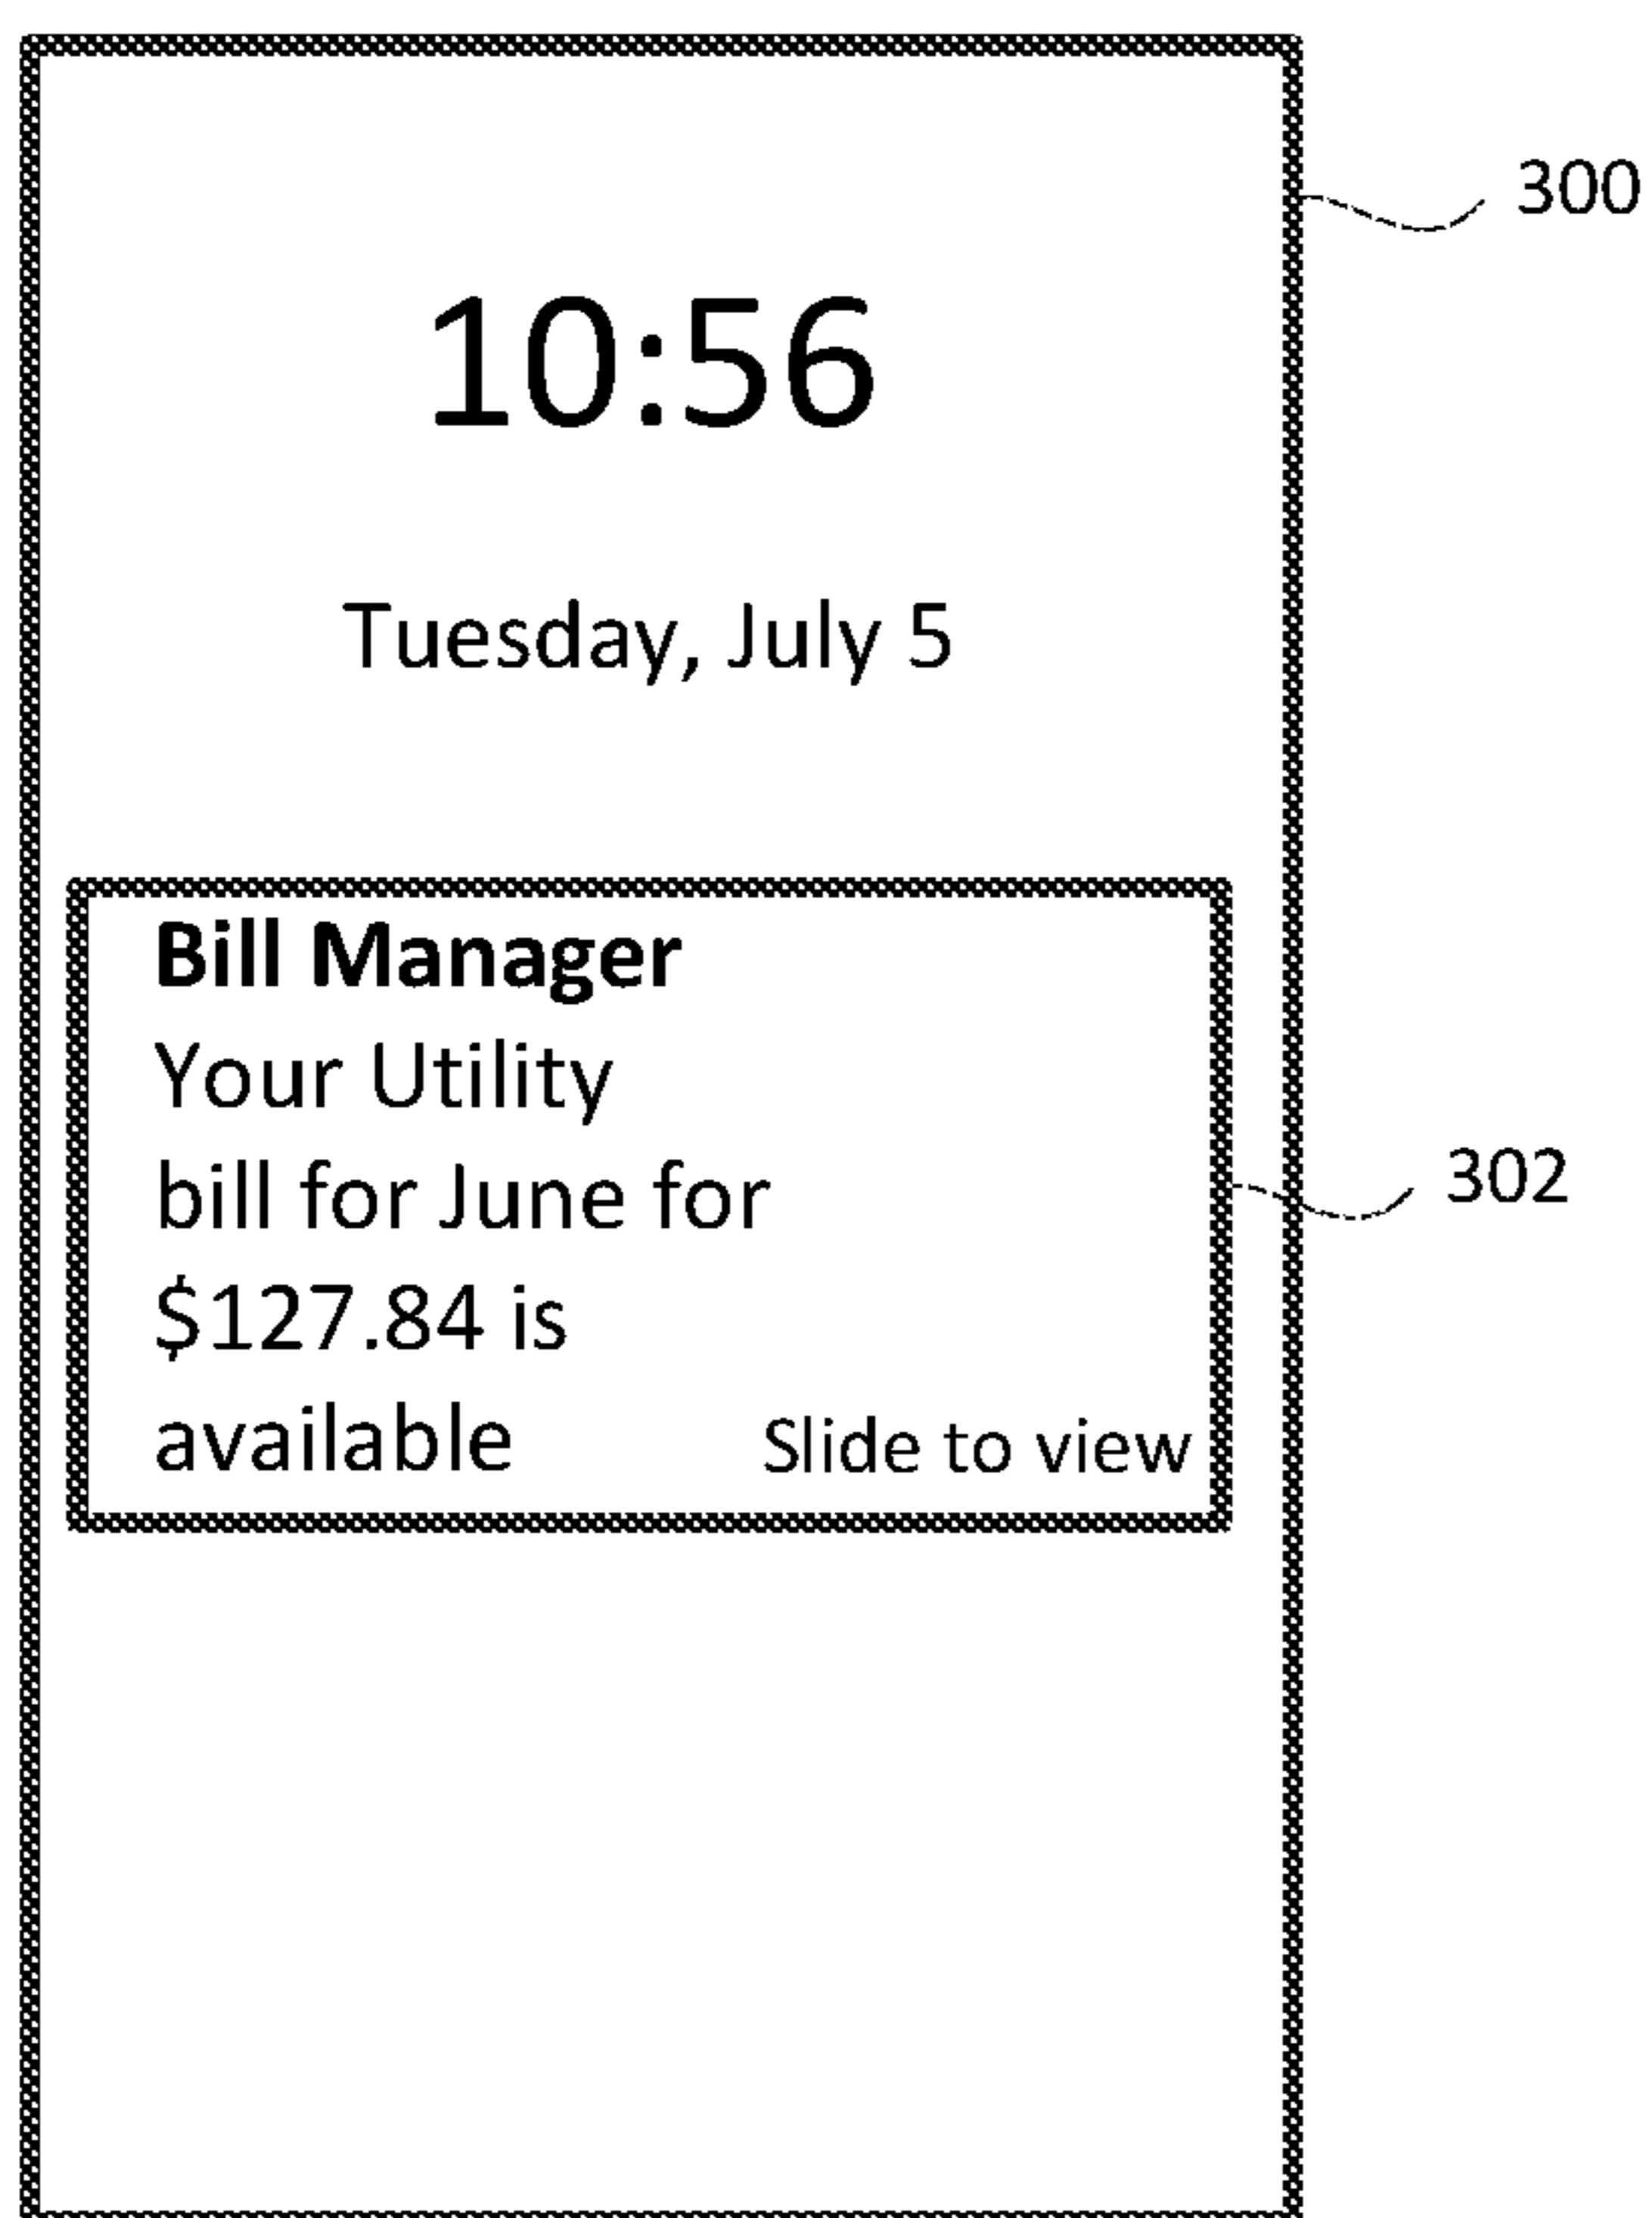 300
10:56
Tuesday, July 5
Bill Manager
Your Utility
bill for June for
302
$127.84 is
available
Slide to view